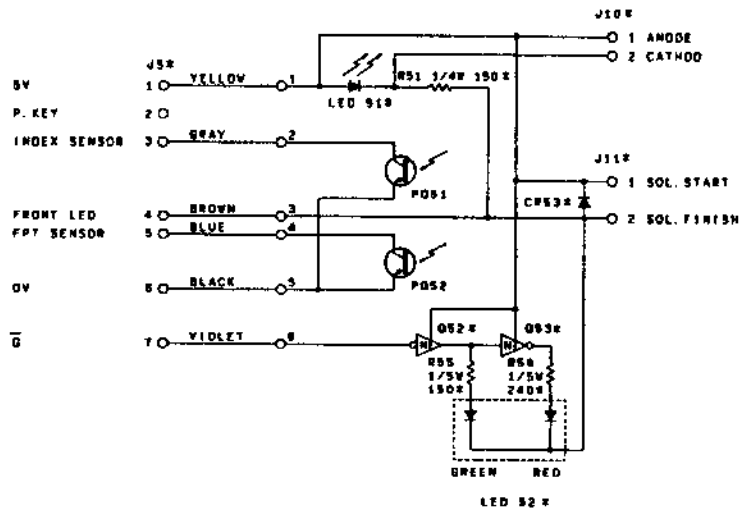 J10*
1 ANODE
2 CATHOD
J5*
5V 1 YELLOW 1
R51 1/4W 150*
LED 51*
P.KEY 2
INDEX SENSOR 3 GRAY 2
POS1
J11*
1 SOL.START
CR53*
FRONT LED 4 BROWN 3
2 SOL.FINISH
FPT SENSOR 5 BLUE 4
POS2
0V 6 BLACK 5
G 7 VIOLET 6
Q52* Q53*
N N
R55 R54
1/5W 1/5W
150* 240*
GREEN RED
LED 52*